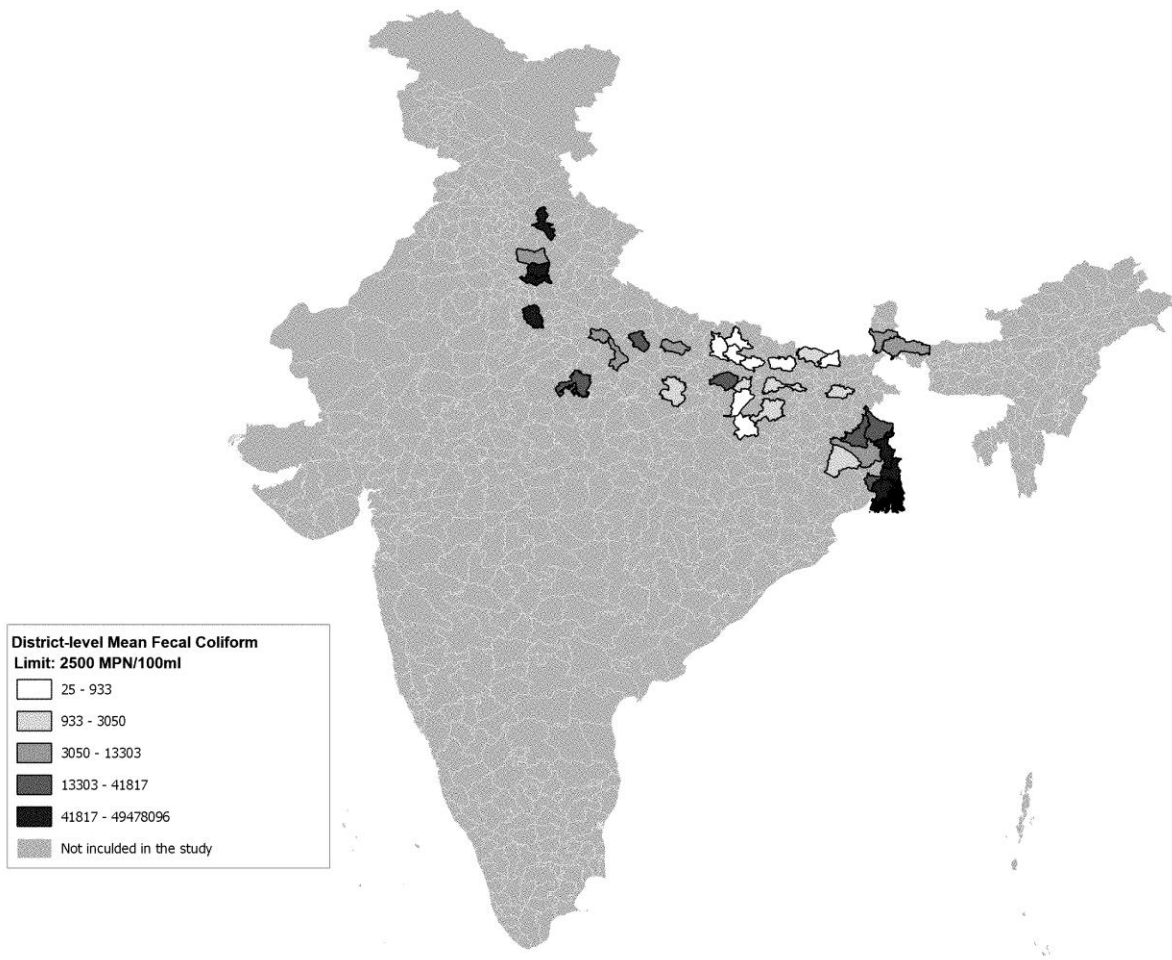 District-level Mean Fecal Coliform
Limit: 2500 MPN/100ml
25 - 933
933 - 3050
3050 - 13303
13303 - 41817
41817 - 49478096
Not inculded in the study